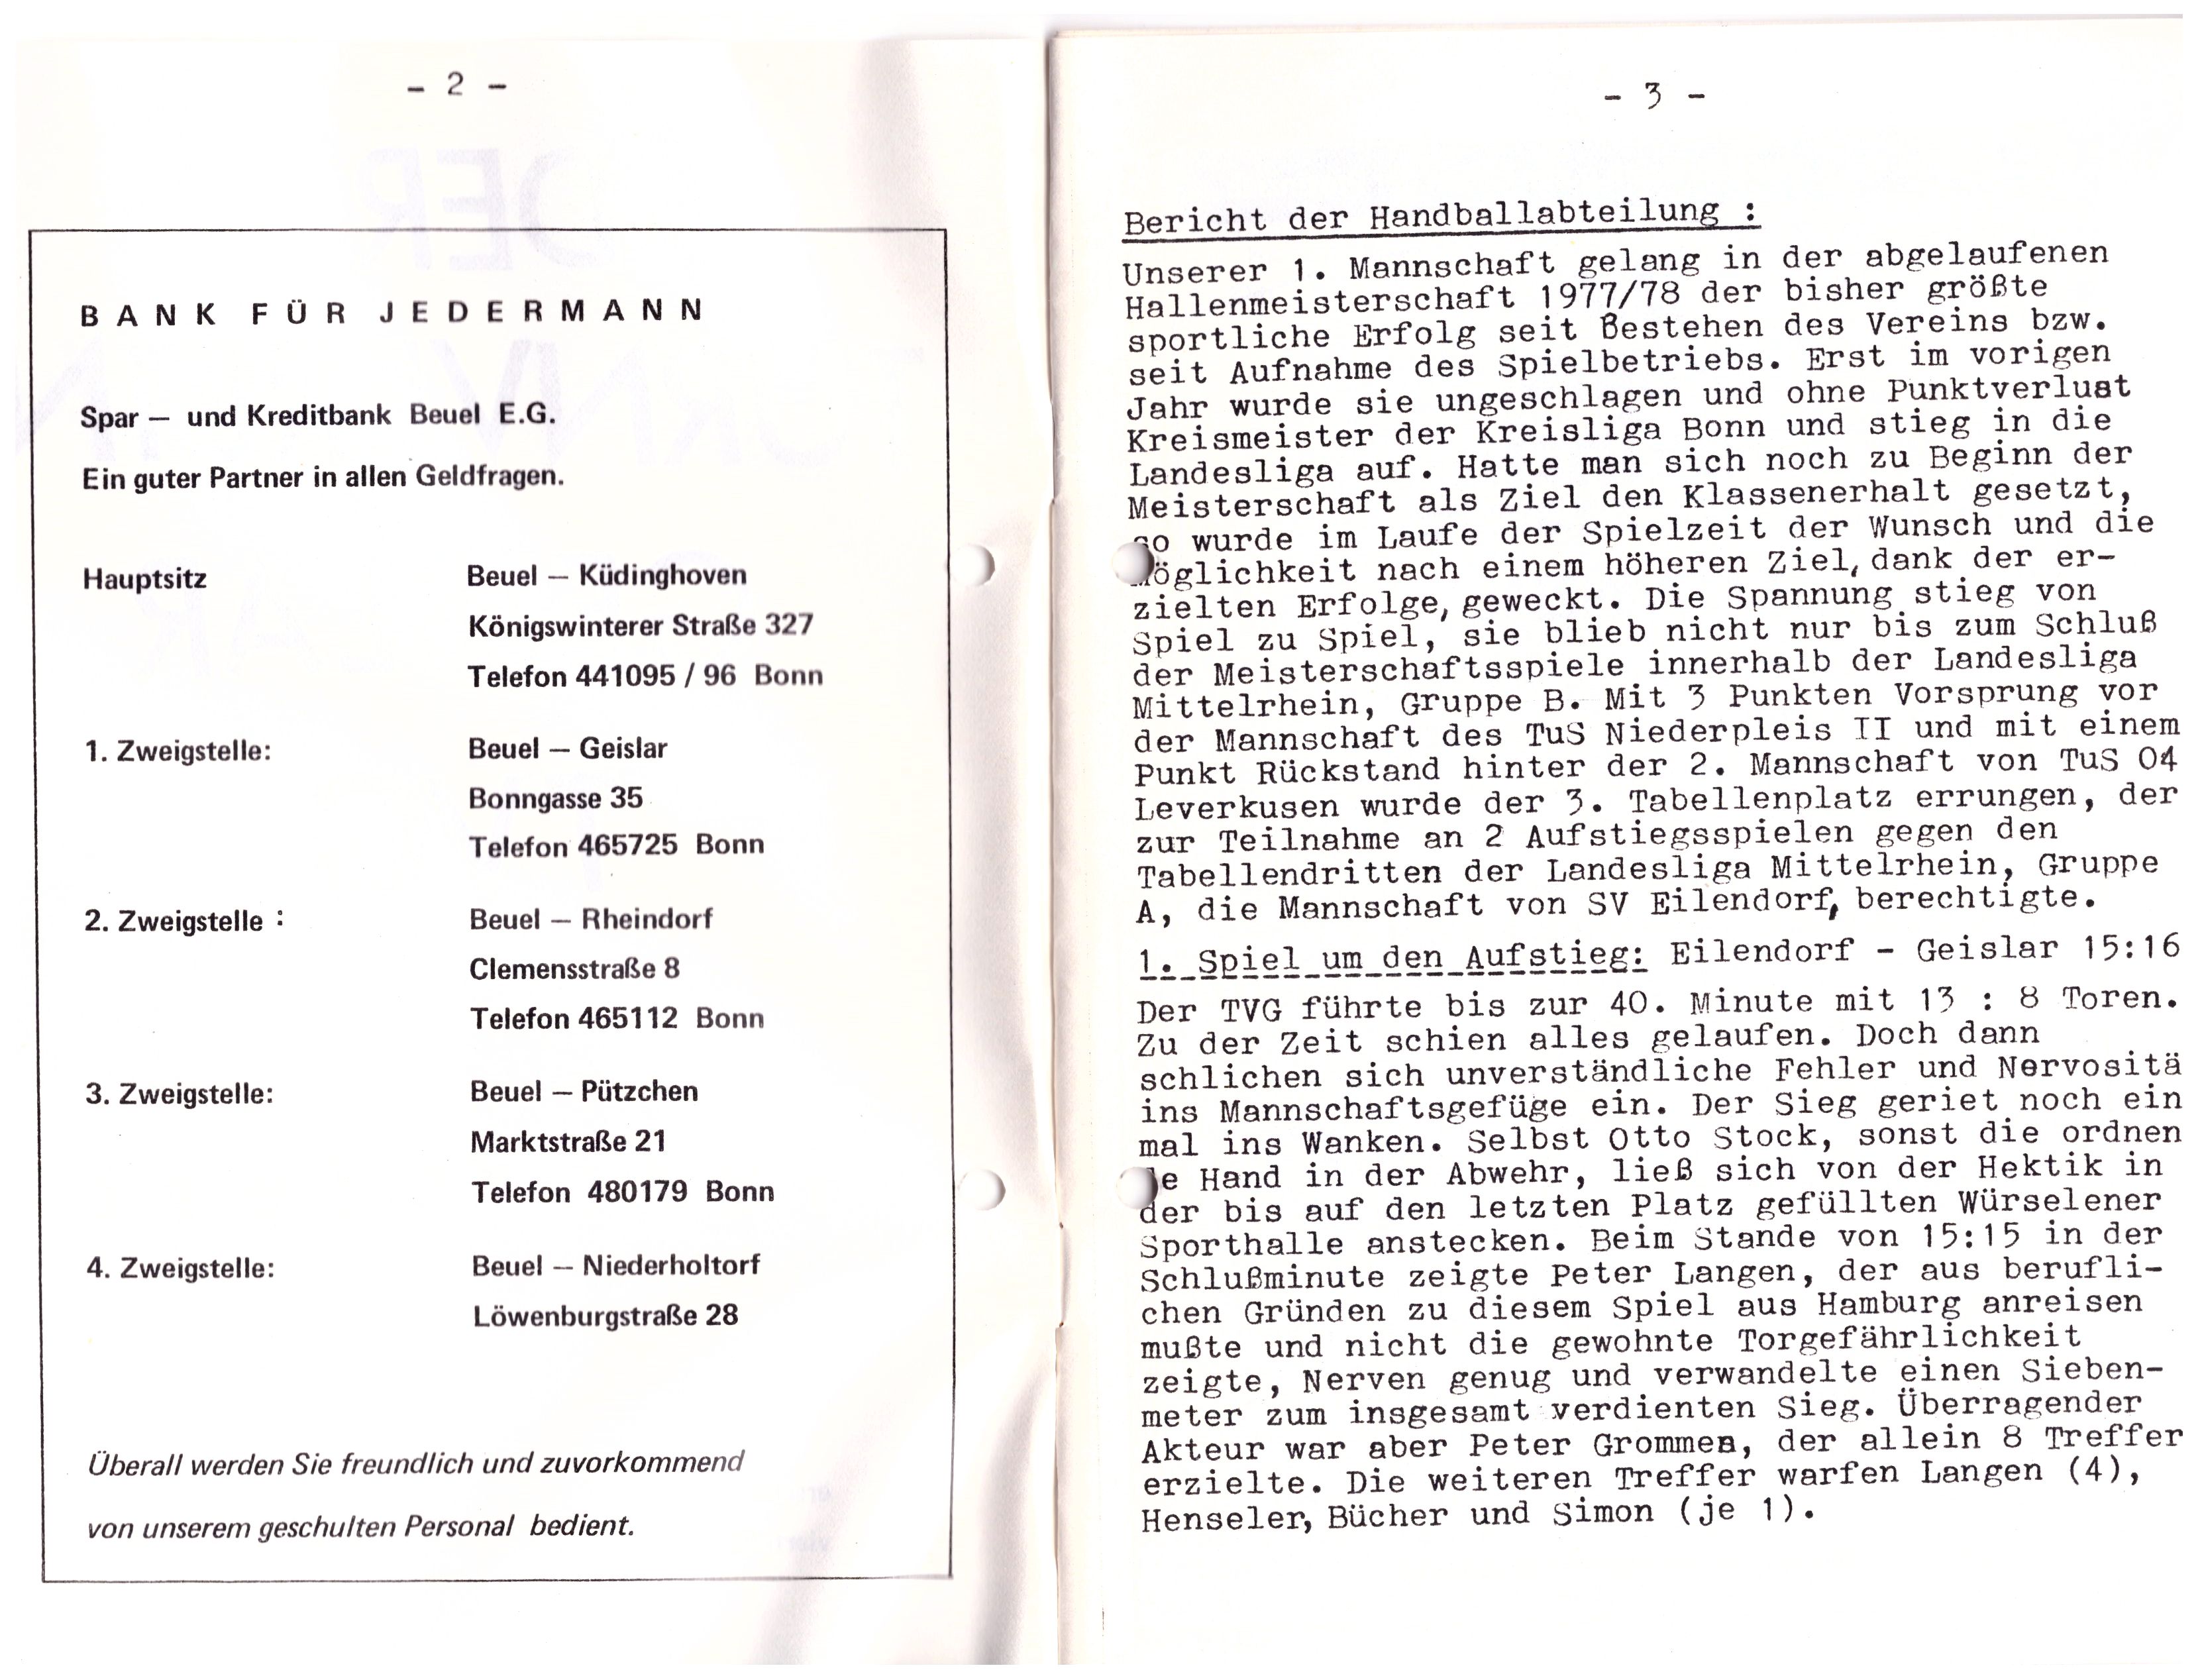 - 2 -
BANK FÜR JEDERMANN
Spar – und Kreditbank Beuel E.G.
Ein guter Partner in allen Geldfragen.
Hauptsitz Beuel – Küdinghoven
Königswinterer Straße 327
Telefon 441095 / 96 Bonn
1. Zweigstelle: Beuel – Geislar
Bonngasse 35
Telefon 465725 Bonn
2. Zweigstelle : Beuel – Rheindorf
Clemensstraße 8
Telefon 465112 Bonn
3. Zweigstelle: Beuel – Pützchen
Marktstraße 21
Telefon 480179 Bonn
4. Zweigstelle: Beuel – Niederholtorf
Löwenburgstraße 28
Überall werden Sie freundlich und zuvorkommend
von unserem geschulten Personal bedient.
- 3 -
Bericht der Handballabteilung :
Unserer 1. Mannschaft gelang in der abgelaufenen
Hallenmeisterschaft 1977/78 der bisher größte
sportliche Erfolg seit Bestehen des Vereins bzw.
seit Aufnahme des Spielbetriebs. Erst im vorigen
Jahr wurde sie ungeschlagen und ohne Punktverlust
Kreismeister der Kreisliga Bonn und stieg in die
Landesliga auf. Hatte man sich noch zu Beginn der
Meisterschaft als Ziel den Klassenerhalt gesetzt,
so wurde im Laufe der Spielzeit der Wunsch und die
Möglichkeit nach einem höheren Ziel, dank der er-
zielten Erfolge, geweckt. Die Spannung stieg von
Spiel zu Spiel, sie blieb nicht nur bis zum Schluß
der Meisterschaftsspiele innerhalb der Landesliga
Mittelrhein, Gruppe B. Mit 3 Punkten Vorsprung vor
der Mannschaft des TuS Niederpleis II und mit einem
Punkt Rückstand hinter der 2. Mannschaft von TuS 04
Leverkusen wurde der 3. Tabellenplatz errungen, der
zur Teilnahme an 2 Aufstiegsspielen gegen den
Tabellendritten der Landesliga Mittelrhein, Gruppe
A, die Mannschaft von SV Eilendorf, berechtigte.
1. Spiel um den Aufstieg: Eilendorf - Geislar 15:16
Der TVG führte bis zur 40. Minute mit 13 : 8 Toren.
Zu der Zeit schien alles gelaufen. Doch dann
schlichen sich unverständliche Fehler und Nervositä
ins Mannschaftsgefüge ein. Der Sieg geriet noch ein
mal ins Wanken. Selbst Otto Stock, sonst die ordnen
de Hand in der Abwehr, ließ sich von der Hektik in
der bis auf den letzten Platz gefüllten Würselener
Sporthalle anstecken. Beim Stande von 15:15 in der
Schlußminute zeigte Peter Langen, der aus berufli-
chen Gründen zu diesem Spiel aus Hamburg anreisen
mußte und nicht die gewohnte Torgefährlichkeit
zeigte, Nerven genug und verwandelte einen Sieben-
meter zum insgesamt verdienten Sieg. Überragender
Akteur war aber Peter Grommes, der allein 8 Treffer
erzielte. Die weiteren Treffer warfen Langen (4),
Henseler, Bücher und Simon (je 1).